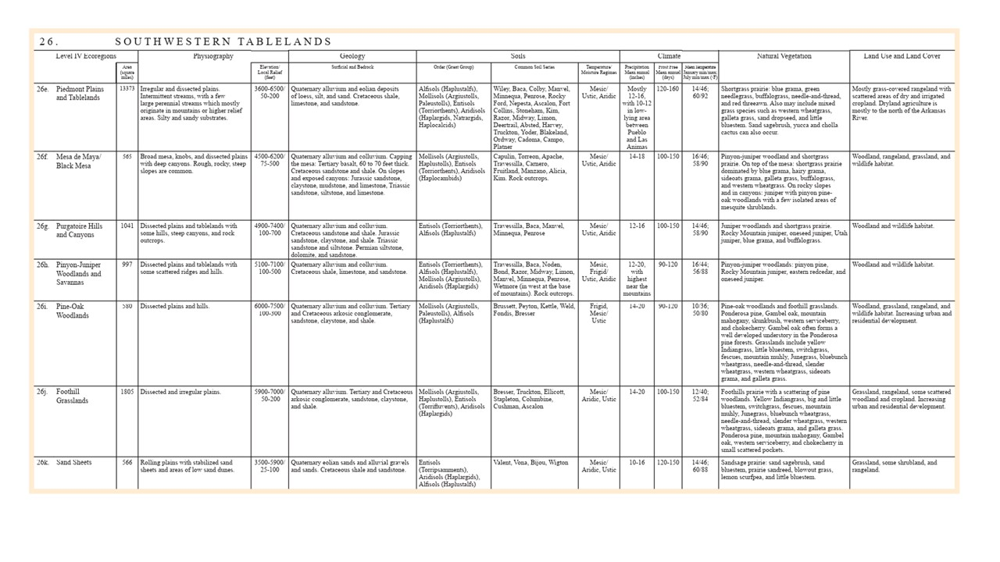 26. SOUTHWESTERN TABLELANDS
Level IV Ecoregions
Physiography
Geology
Soils
Climate
Natural Vegetation
Land Use and Land Cover
Area
(square
miles)
Elevation/
Local Relief
(feet)
Surficial and Bedrock
Order (Great Group)
Common Soil Series
Temperature/
Moisture Regimes
Precipitation
Mean annual
(inches)
Frost Free
Mean annual
(days)
Mean Temperature
January min/max;
July min/max (°F)
26e. Piedmont Plains
and Tablelands
13373
Irregular and dissected plains.
Intermittent streams, with a few
large perennial streams which mostly
originate in mountains or higher relief
areas. Silty and sandy substrates.
3600-6500/
50-200
Quaternary alluvium and eolian deposits
of loess, silt, and sand. Cretaceous shale,
limestone, and sandstone.
Alfisols (Haplustalfs),
Mollisols (Argiustolls,
Paleustolls), Entisols
(Torriorthents), Aridisols
(Haplargids, Natrargids,
Haplocalcids)
Wiley, Baca, Colby, Manvel,
Minnequa, Penrose, Rocky
Ford, Nepesta, Ascalon, Fort
Collins, Stoneham, Kim,
Razor, Midway, Limon,
Deertrail, Absted, Harvey,
Truckton, Yoder, Blakeland,
Ordway, Cadoma, Campo,
Platner
Mesic/
Ustic, Aridic
Mostly
12-16,
with 10-12
in low-
lying area
between
Pueblo
and Las
Animas
120-160
14/46;
60/92
Shortgrass prairie: blue grama, green
needlegrass, buffalograss, needle-and-thread,
and red threeawn. Also may include mixed
grass species such as western wheatgrass,
galleta grass, sand dropseed, and little
bluestem. Sand sagebrush, yucca and cholla
cactus can also occur.
Mostly grass-covered rangeland with
scattered areas of dry and irrigated
cropland. Dryland agriculture is
mostly to the north of the Arkansas
River.
26f. Mesa de Maya/
Black Mesa
565
Broad mesa, knobs, and dissected plains
with deep canyons. Rough, rocky, steep
slopes are common.
4500-6200/
75-500
Quaternary alluvium and colluvium. Capping
the mesa: Tertiary basalt, 60 to 70 feet thick.
Cretaceous sandstone and shale. On slopes
and exposed canyons: Jurassic sandstone,
claystone, mudstone, and limestone, Triassic
sandstone, siltstone, and limestone.
Mollisols (Argiustolls,
Haplustolls), Entisols
(Torriorthents), Aridisols
(Haplocambids)
Capulin, Torreon, Apache,
Travessilla, Carnero,
Fruitland, Manzano, Alicia,
Kim. Rock outcrops.
Mesic/
Ustic, Aridic
14-18
100-150
16/46;
58/90
Pinyon-juniper woodland and shortgrass
prairie. On top of the mesa: shortgrass prairie
dominated by blue grama, hairy grama,
sideoats grama, galleta grass, buffalograss,
and western wheatgrass. On rocky slopes
and in canyons: juniper with pinyon pine-
oak woodlands with a few isolated areas of
mesquite shrublands.
Woodland, rangeland, grassland, and
wildlife habitat.
26g. Purgatoire Hills
and Canyons
1041
Dissected plains and tablelands with
some hills, steep canyons, and rock
outcrops.
4900-7400/
100-700
Quaternary alluvium and colluvium.
Cretaceous sandstone and shale. Jurassic
sandstone, claystone, and shale. Triassic
sandstone and siltstone. Permian siltstone,
dolomite, and sandstone.
Entisols (Torriorthents),
Alfisols (Haplustalfs)
Travessilla, Baca, Manvel,
Minnequa, Penrose
Mesic/
Ustic, Aridic
12-16
100-150
14/46;
58/90
Juniper woodlands and grasslands.
Rocky Mountain juniper, oneseed juniper, Utah
juniper, blue grama, and buffalograss.
Woodland and wildlife habitat.
26h. Pinyon-Juniper
Woodlands and
Savannas
997
Dissected plains and tablelands with
some scattered ridges and hills.
5100-7100/
100-500
Quaternary alluvium and colluvium.
Cretaceous shale, limestone, and sandstone.
Entisols (Torriorthents),
Alfisols (Haplustalfs),
Mollisols (Argiustolls),
Aridisols (Haplargids)
Travessilla, Baca, Noden,
Bond, Razor, Midway, Limon,
Manvel, Minnequa, Penrose,
Wetmore (in west at the base
of mountains). Rock outcrops.
Mesic,
Frigid/
Ustic, Aridic
12-20,
with
highest
near the
mountains
90-120
16/44;
56/88
Pinyon-juniper woodlands: pinyon pine,
Rocky Mountain juniper, eastern redcedar, and
oneseed juniper.
Woodland and wildlife habitat.
26i. Pine-Oak
Woodlands
580
Dissected plains and hills.
6000-7500/
100-300
Quaternary alluvium and colluvium. Tertiary
and Cretaceous arkosic conglomerate,
sandstone, claystone, and shale.
Mollisols (Argiustolls,
Paleustolls), Alfisols
(Haplustalfs)
Brussett, Peyton, Kettle, Weld,
Fondis, Bresser
Frigid,
Mesic/
Ustic
14-20
90-120
10/36;
50/80
Pine-oak woodlands and foothill grasslands.
Ponderosa pine, Gambel oak, mountain
mahogany, skunkbush, western serviceberry,
and chokecherry. Gambel oak often forms a
well developed understory in the Ponderosa
pine forests. Grasslands include yellow
Indiangrass, little bluestem, switchgrass,
fescues, mountain muhly, Junegrass, bluebunch
wheatgrass, needle-and-thread, slender
wheatgrass, western wheatgrass, sideoats
grama, and galleta grass.
Woodland, grassland, rangeland, and
wildlife habitat. Increasing urban and
residential development.
26j. Foothill
Grasslands
1805
Dissected and irregular plains.
5900-7000/
50-200
Quaternary alluvium. Tertiary and Cretaceous
arkosic conglomerate, sandstone, claystone,
and shale.
Mollisols (Argiustolls,
Haplustolls), Entisols
(Torrifluvents), Aridisols
(Haplargids)
Bresser, Truckton, Ellicott,
Stapleton, Columbine,
Cushman, Ascalon
Mesic/
Aridic, Ustic
14-20
100-150
12/40;
52/84
Foothills prairie with a scattering of pine
woodlands. Yellow Indiangrass, big and little
bluestem, switchgrass, fescues, mountain
muhly, Junegrass, bluebunch wheatgrass,
needle-and-thread, slender wheatgrass, western
wheatgrass, sideoats grama, and galleta grass.
Ponderosa pine, mountain mahogany, Gambel
oak, western serviceberry, and chokecherry in
small scattered pockets.
Grassland, rangeland, some scattered
woodland and cropland. Increasing
urban and residential development.
26k. Sand Sheets
566
Rolling plains with stabilized sand
sheets and areas of low sand dunes.
3500-5900/
25-100
Quaternary eolian sands and alluvial gravels
and sands. Cretaceous shale and sandstone.
Entisols
(Torripsamments),
Aridisols (Haplargids),
Alfisols (Haplustalfs)
Valent, Vona, Bijou, Wigton
Mesic/
Aridic, Ustic
10-16
120-150
14/46;
60/88
Sandsage prairie: sand sagebrush, sand
bluestem, prairie sandreed, blowout grass,
lemon scurfpea, and little bluestem.
Grassland, some shrubland, and
rangeland.